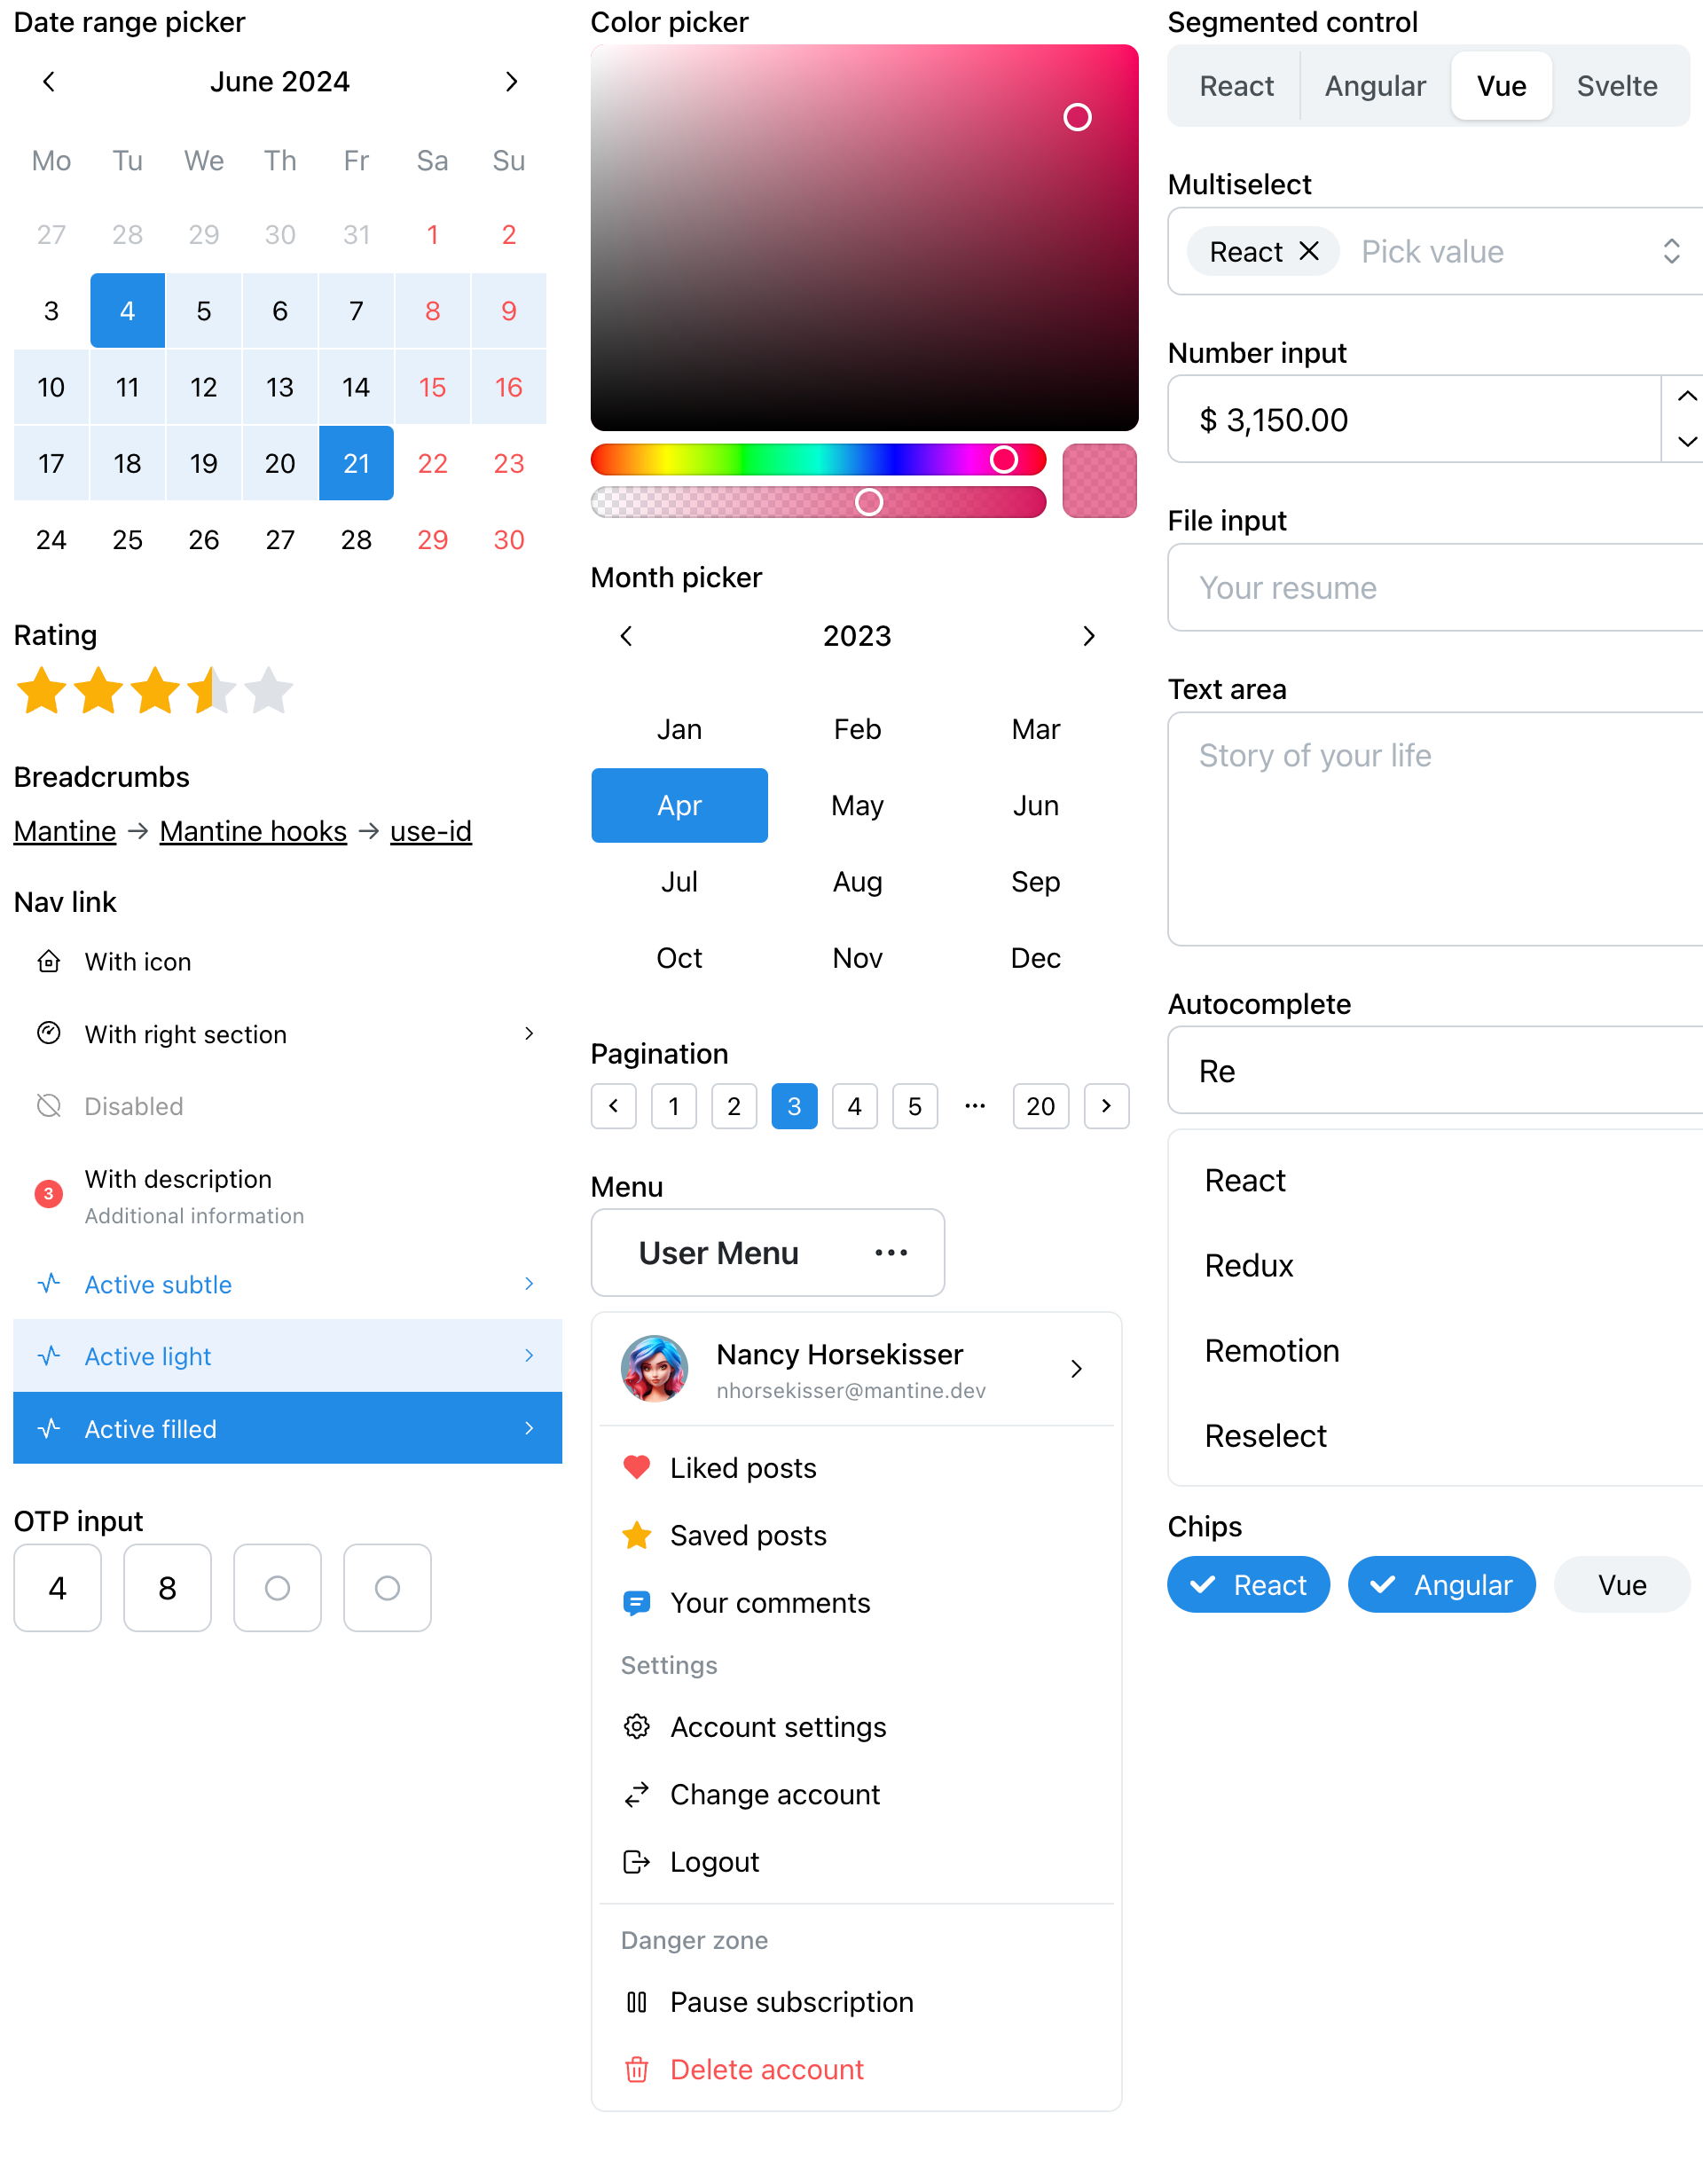 Date range picker
June 2024
Mo Tu We Th Fr Sa Su
27 28 29 30 31 1 2
3 4 5 6 7 8 9
10 11 12 13 14 15 16
17 18 19 20 21 22 23
24 25 26 27 28 29 30
Rating
Breadcrumbs
Mantine → Mantine hooks → use-id
Nav link
With icon
With right section
Disabled
3
With description
Additional information
Active subtle
Active light
Active filled
OTP input
4 8
Color picker
Month picker
2023
Jan Feb Mar
Apr May Jun
Jul Aug Sep
Oct Nov Dec
Pagination
1 2 3 4 5 ··· 20
Menu
User Menu ···
Nancy Horsekisser
nhorsekisser@mantine.dev
Liked posts
Saved posts
Your comments
Settings
Account settings
Change account
Logout
Danger zone
Pause subscription
Delete account
Segmented control
React Angular Vue Svelte
Multiselect
React Pick value
Number input
$ 3,150.00
File input
Your resume
Text area
Story of your life
Autocomplete
Re
React
Redux
Remotion
Reselect
Chips
React Angular Vue